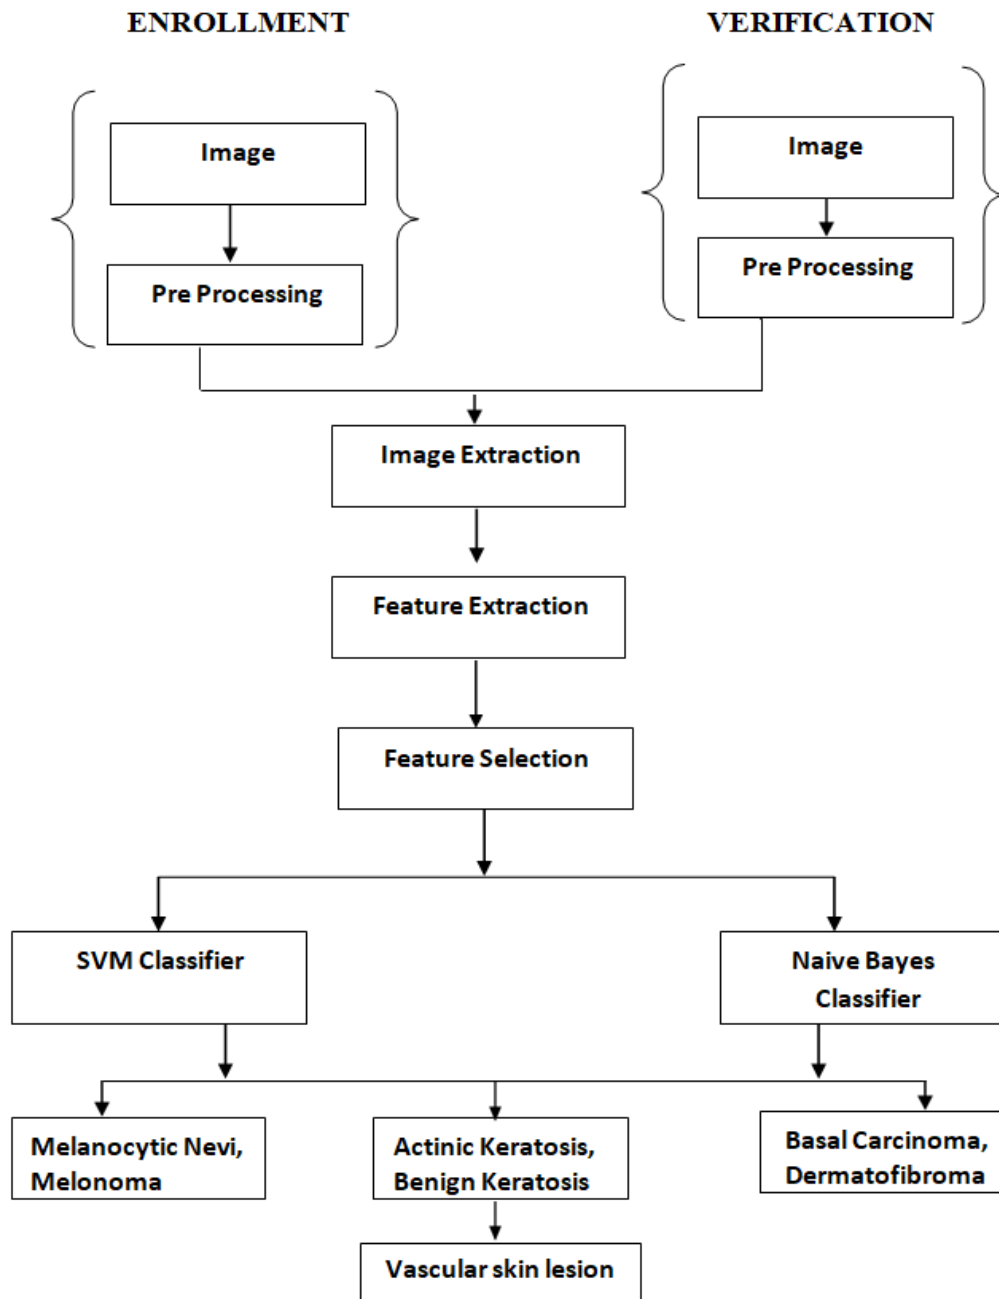 ENROLLMENT
VERIFICATION
Image
Image
Pre Processing
Pre Processing
Image Extraction
Feature Extraction
Feature Selection
SVM Classifier
Naive Bayes
Classifier
Melanocytic Nevi,
Melonoma
Actinic Keratosis,
Benign Keratosis
Basal Carcinoma,
Dermatofibroma
Vascular skin lesion